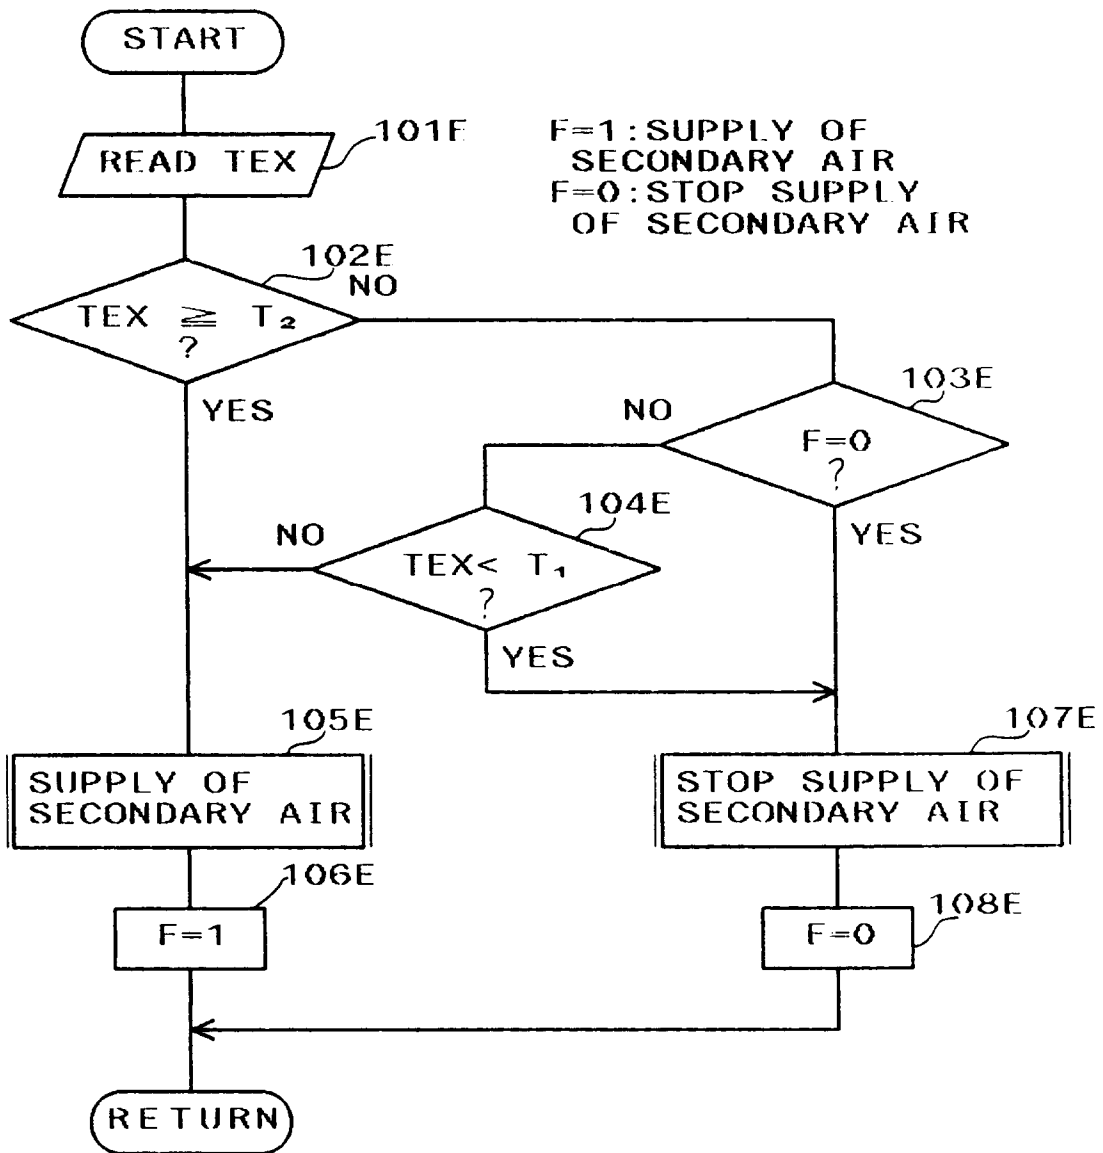 START
READ TEX
101E
F=1:SUPPLY OF
SECONDARY AIR
F=0:STOP SUPPLY
OF SECONDARY AIR
102E
NO
TEX ≧ T₂
?
YES
103E
NO
F=0
?
YES
104E
NO
TEX< T₁
?
YES
105E
SUPPLY OF
SECONDARY AIR
107E
STOP SUPPLY OF
SECONDARY AIR
106E
F=1
108E
F=0
RETURN